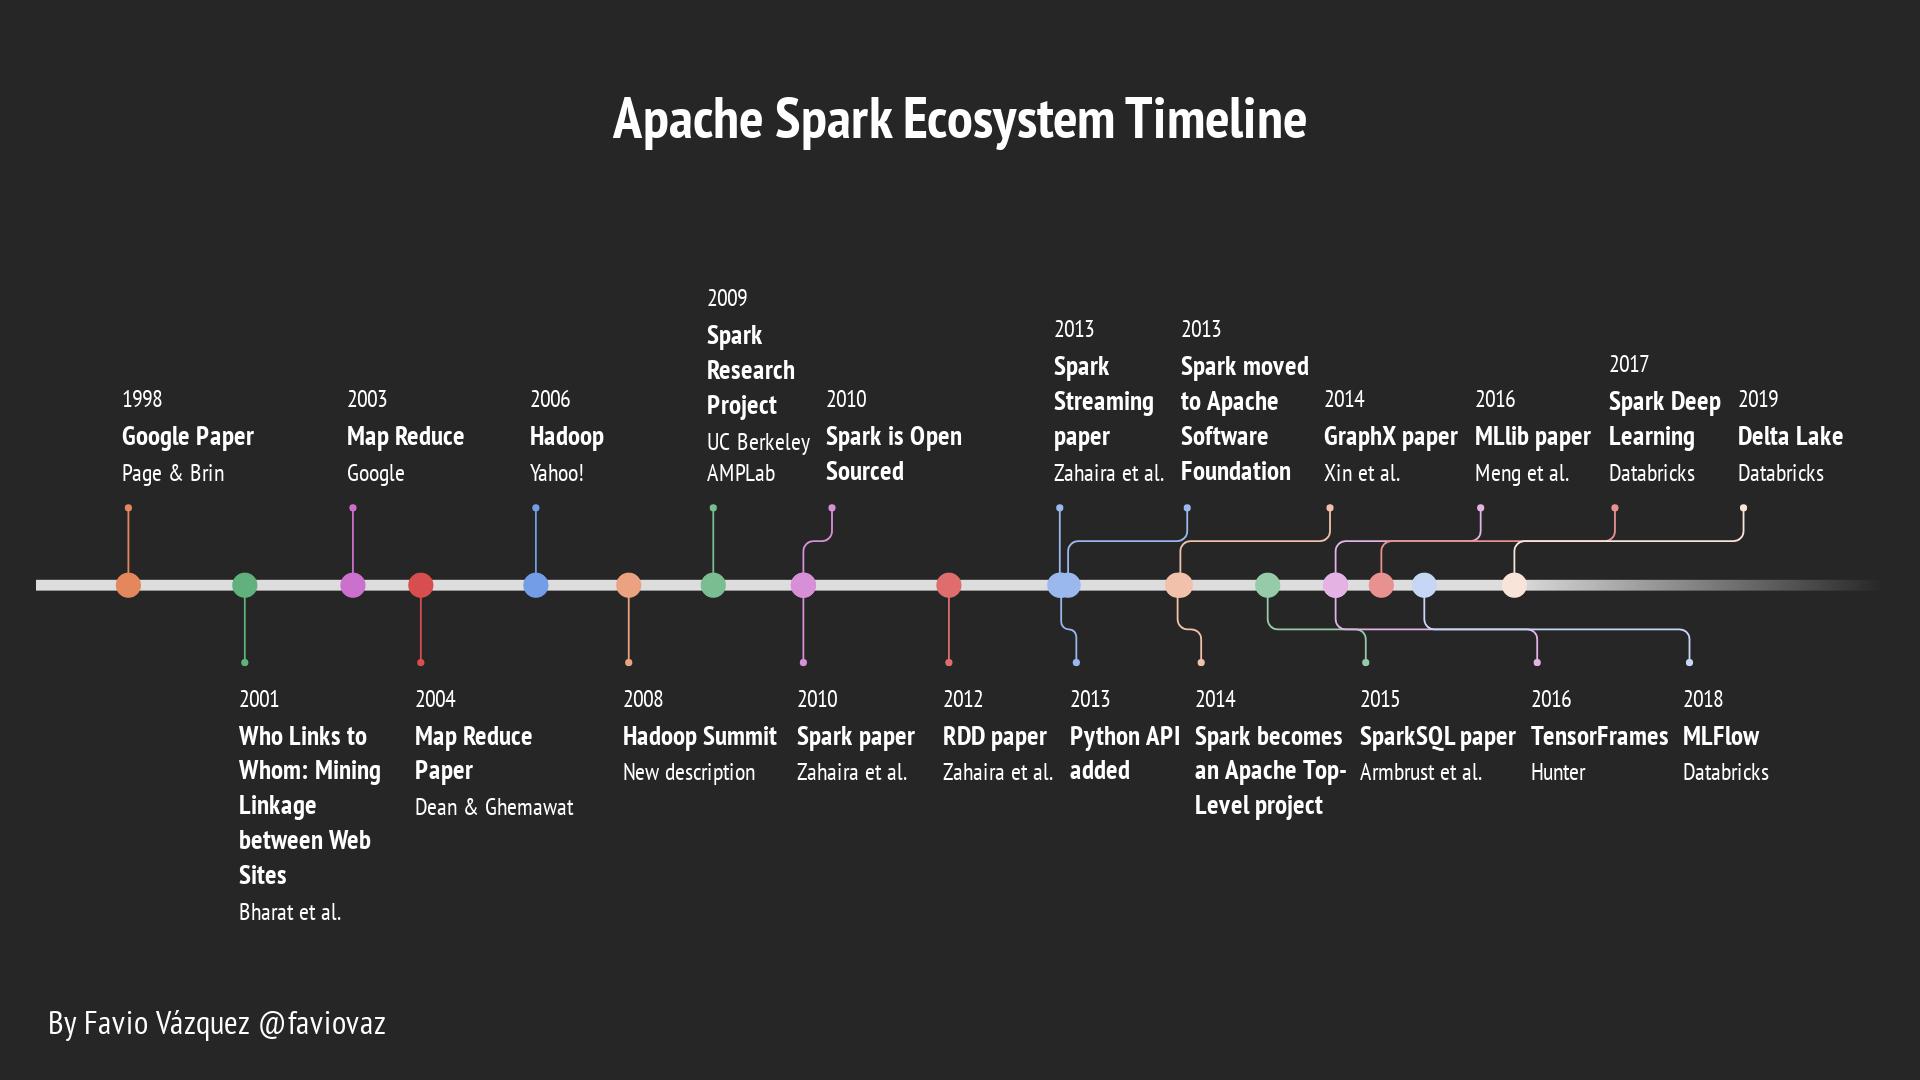 Apache Spark Ecosystem Timeline
1998
Google Paper
Page & Brin
2003
Map Reduce
Google
2006
Hadoop
Yahoo!
2009
Spark
Research
Project
UC Berkeley
AMPLab
2010
Spark is Open
Sourced
2013
Spark
Streaming
paper
Zahaira et al.
2013
Spark moved
to Apache
Software
Foundation
2014
GraphX paper
Xin et al.
2016
MLlib paper
Meng et al.
2017
Spark Deep
Learning
Databricks
2019
Delta Lake
Databricks
2001
Who Links to
Whom: Mining
Linkage
between Web
Sites
Bharat et al.
2004
Map Reduce
Paper
Dean & Ghemawat
2008
Hadoop Summit
New description
2010
Spark paper
Zahaira et al.
2012
RDD paper
Zahaira et al.
2013
Python API
added
2014
Spark becomes
an Apache Top-
Level project
2015
SparkSQL paper
Armbrust et al.
2016
TensorFrames
Hunter
2018
MLFlow
Databricks
By Favio Vázquez @faviovaz